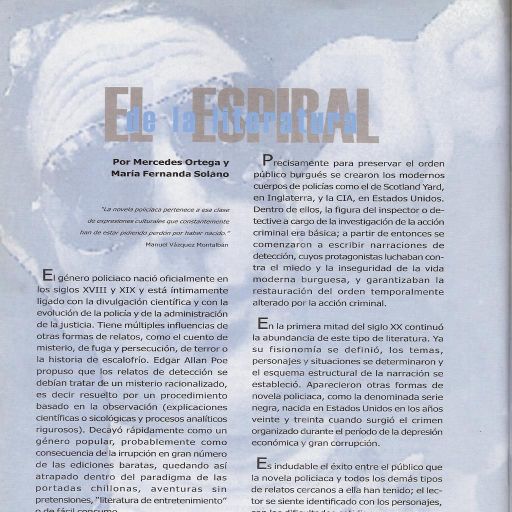 EL ESPIRAL
de la literatura
Por Mercedes Ortega y
María Fernanda Solano
"La novela policiaca pertenece a esa clase
de expresiones culturales que constantemente
han de estar pidiendo perdón por haber nacido."
Manuel Vázquez Montalbán
El género policiaco nació oficialmente en
los siglos XVIII y XIX y está íntimamente
ligado con la divulgación científica y con la
evolución de la policía y de la administración
de la justicia. Tiene múltiples influencias de
otras formas de relatos, como el cuento de
misterio, de fuga y persecución, de terror o
la historia de escalofrío. Edgar Allan Poe
propuso que los relatos de detección se
debían tratar de un misterio racionalizado,
es decir resuelto por un procedimiento
basado en la observación (explicaciones
científicas o sicológicas y procesos analíticos
rigurosos). Decayó rápidamente como un
género popular, probablemente como
consecuencia de la irrupción en gran número
de las ediciones baratas, quedando así
atrapado dentro del paradigma de las
portadas chillonas, aventuras sin
pretensiones, "literatura de entretenimiento"
o de fácil consumo.
Precisamente para preservar el orden
público burgués se crearon los modernos
cuerpos de policías como el de Scotland Yard,
en Inglaterra, y la CIA, en Estados Unidos.
Dentro de ellos, la figura del inspector o de-
tective a cargo de la investigación de la acción
criminal era básica; a partir de entonces se
comenzaron a escribir narraciones de
detección, cuyos protagonistas luchaban con-
tra el miedo y la inseguridad de la vida
moderna burguesa, y garantizaban la
restauración del orden temporalmente
alterado por la acción criminal.
En la primera mitad del siglo XX continuó
la abundancia de este tipo de literatura. Ya
su fisionomía se definió, los temas,
personajes y situaciones se determinaron y
el esquema estructural de la narración se
estableció. Aparecieron otras formas de
novela policiaca, como la denominada serie
negra, nacida en Estados Unidos en los años
veinte y treinta cuando surgió el crimen
organizado durante el período de la depresión
económica y gran corrupción.
Es indudable el éxito entre el público que
la novela policiaca y todos los demás tipos
de relatos cercanos a ella han tenido; el lec-
tor se siente identificado con los personajes,